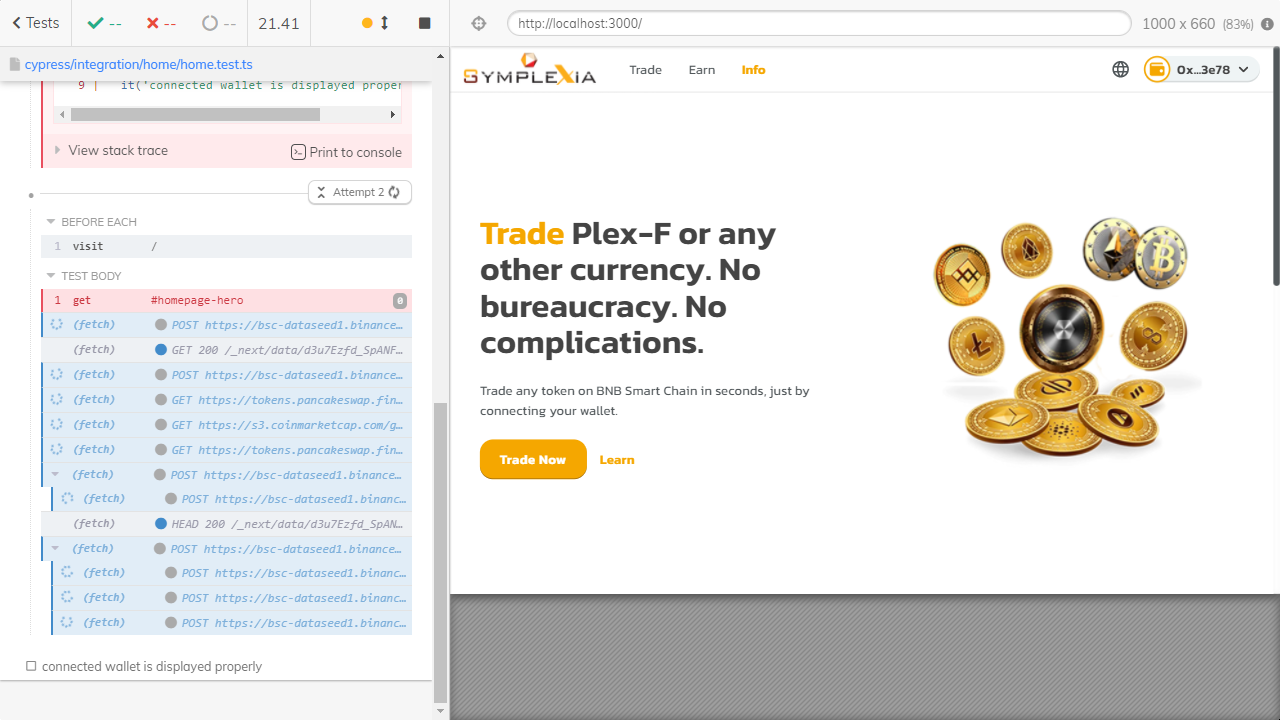 Tests
--
--
--
21.41
http://localhost:3000/
1000 x 660 (83%)
cypress/integration/home/home.test.ts
9 | it('connected wallet is displayed proper
View stack trace
Print to console
Attempt 2
BEFORE EACH
1 visit /
TEST BODY
1 get #homepage-hero 0
(fetch) POST https://bsc-dataseed1.binance…
(fetch) GET 200 /_next/data/d3u7Ezfd_SpANF…
(fetch) POST https://bsc-dataseed1.binance…
(fetch) GET https://tokens.pancakeswap.fin…
(fetch) GET https://s3.coinmarketcap.com/g…
(fetch) GET https://tokens.pancakeswap.fin…
(fetch) POST https://bsc-dataseed1.binance…
(fetch) POST https://bsc-dataseed1.binanc…
(fetch) HEAD 200 /_next/data/d3u7Ezfd_SpAN…
(fetch) POST https://bsc-dataseed1.binance…
(fetch) POST https://bsc-dataseed1.binanc…
(fetch) POST https://bsc-dataseed1.binanc…
(fetch) POST https://bsc-dataseed1.binanc…
connected wallet is displayed properly
SYMPLEXIA
Trade
Earn
Info
0x...3e78
Trade Plex-F or any
other currency. No
bureaucracy. No
complications.
Trade any token on BNB Smart Chain in seconds, just by
connecting your wallet.
Trade Now
Learn